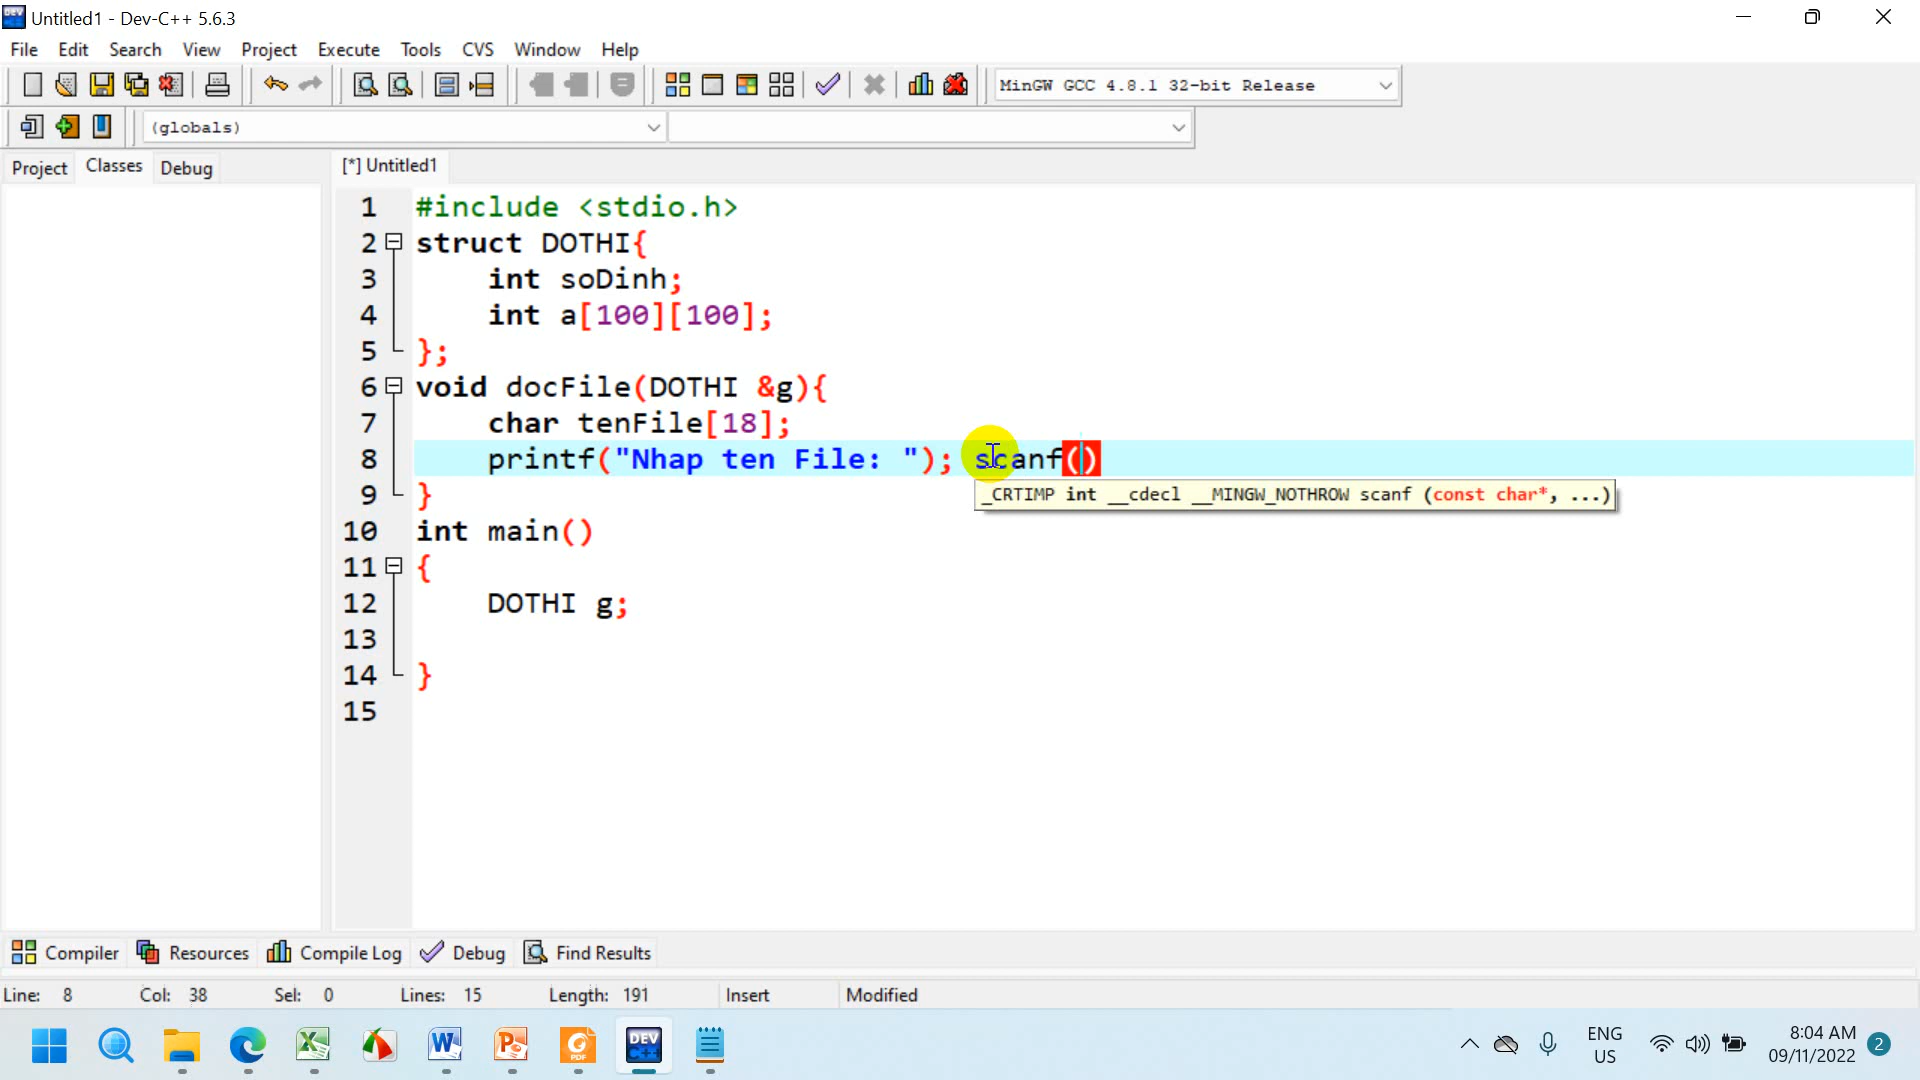 Untitled1 - Dev-C++ 5.6.3
File Edit Search View Project Execute Tools CVS Window Help
MinGW GCC 4.8.1 32-bit Release
(globals)
Project Classes Debug
[*] Untitled1
1 #include <stdio.h>
2 struct DOTHI{
3 int soDinh;
4 int a[100][100];
5 };
6 void docFile(DOTHI &g){
7 char tenFile[18];
8 printf("Nhap ten File: "); scanf()
_CRTIMP int __cdecl __MINGW_NOTHROW scanf (const char*, ...)
9 }
10 int main()
11 {
12 DOTHI g;
13
14 }
15
Compiler Resources Compile Log Debug Find Results
Line: 8 Col: 38 Sel: 0 Lines: 15 Length: 191 Insert Modified
DEV C++
ENG
US
8:04 AM
09/11/2022
2